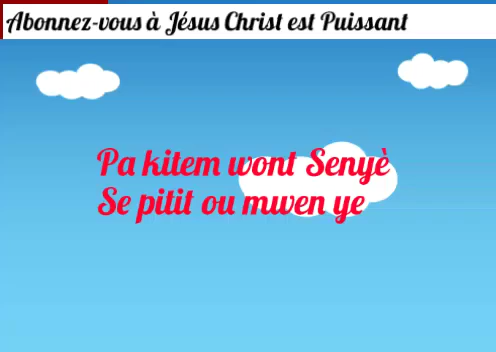 Abonnez-vous à Jésus Christ est Puissant
Pa kitem wont Senyè
Se pitit ou mwen ye